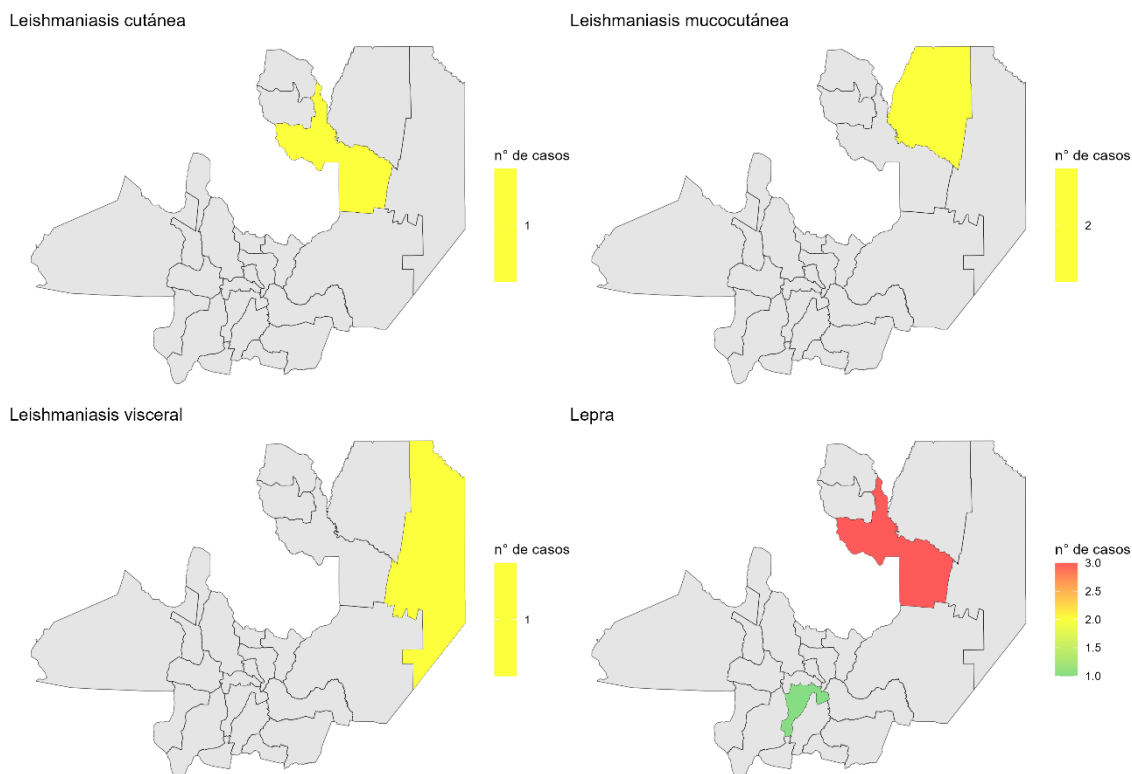 Leishmaniasis cutánea
n° de casos
1
Leishmaniasis mucocutánea
n° de casos
2
Leishmaniasis visceral
n° de casos
1
Lepra
n° de casos
3.0
2.5
2.0
1.5
1.0